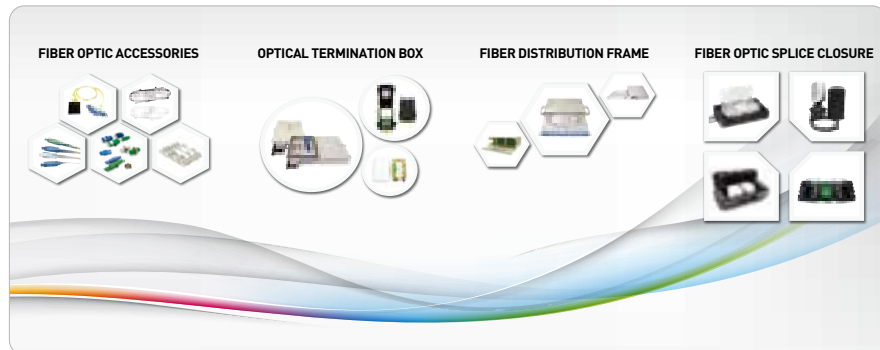 FIBER OPTIC ACCESSORIES
OPTICAL TERMINATION BOX
FIBER DISTRIBUTION FRAME
FIBER OPTIC SPLICE CLOSURE